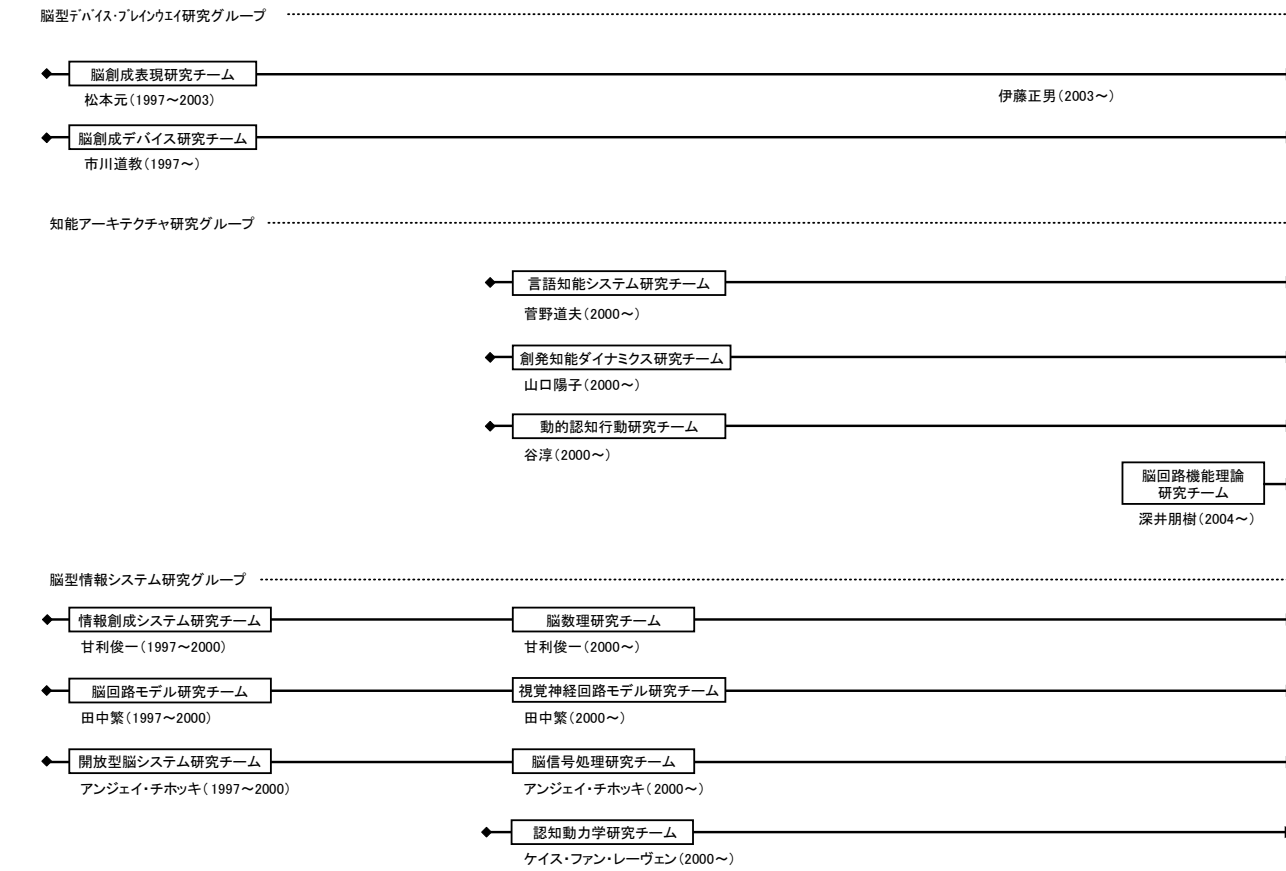 脳型ﾃﾞﾊﾞｲｽ・ﾌﾞﾚｲﾝｳｴｲ研究グループ
脳創成表現研究チーム
松本元(1997～2003)
伊藤正男(2003～)
脳創成デバイス研究チーム
市川道教(1997～)
知能アーキテクチャ研究グループ
言語知能システム研究チーム
菅野道夫(2000～)
創発知能ダイナミクス研究チーム
山口陽子(2000～)
動的認知行動研究チーム
谷淳(2000～)
脳回路機能理論
研究チーム
深井朋樹(2004～)
脳型情報システム研究グループ
情報創成システム研究チーム
脳数理研究チーム
甘利俊一(1997～2000)
甘利俊一(2000～)
脳回路モデル研究チーム
視覚神経回路モデル研究チーム
田中繁(1997～2000)
田中繁(2000～)
開放型脳システム研究チーム
脳信号処理研究チーム
アンジェイ・チホッキ(1997～2000)
アンジェイ・チホッキ(2000～)
認知動力学研究チーム
ケイス・ファン・レーヴェン(2000～)